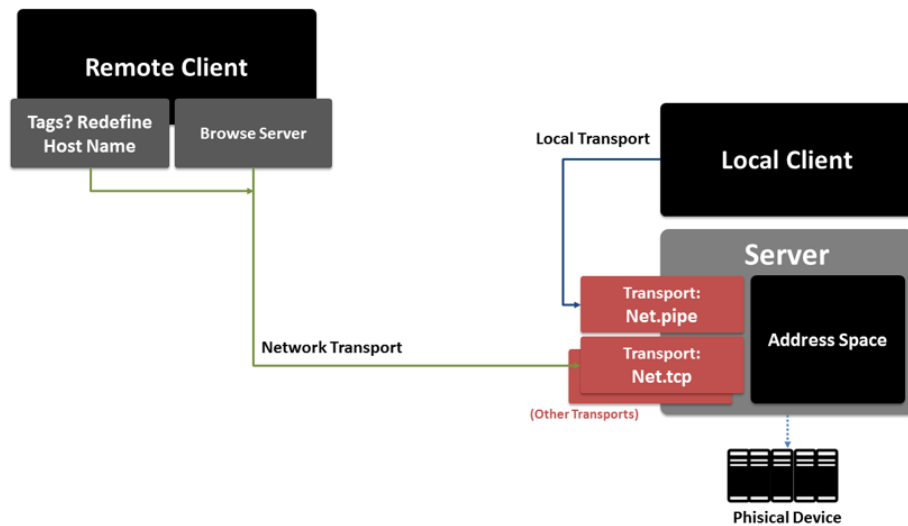 Remote Client
Tags? Redefine
Host Name
Browse Server
Local Transport
Local Client
Server
Transport:
Net.pipe
Address Space
Network Transport
Transport:
Net.tcp
(Other Transports)
Phisical Device